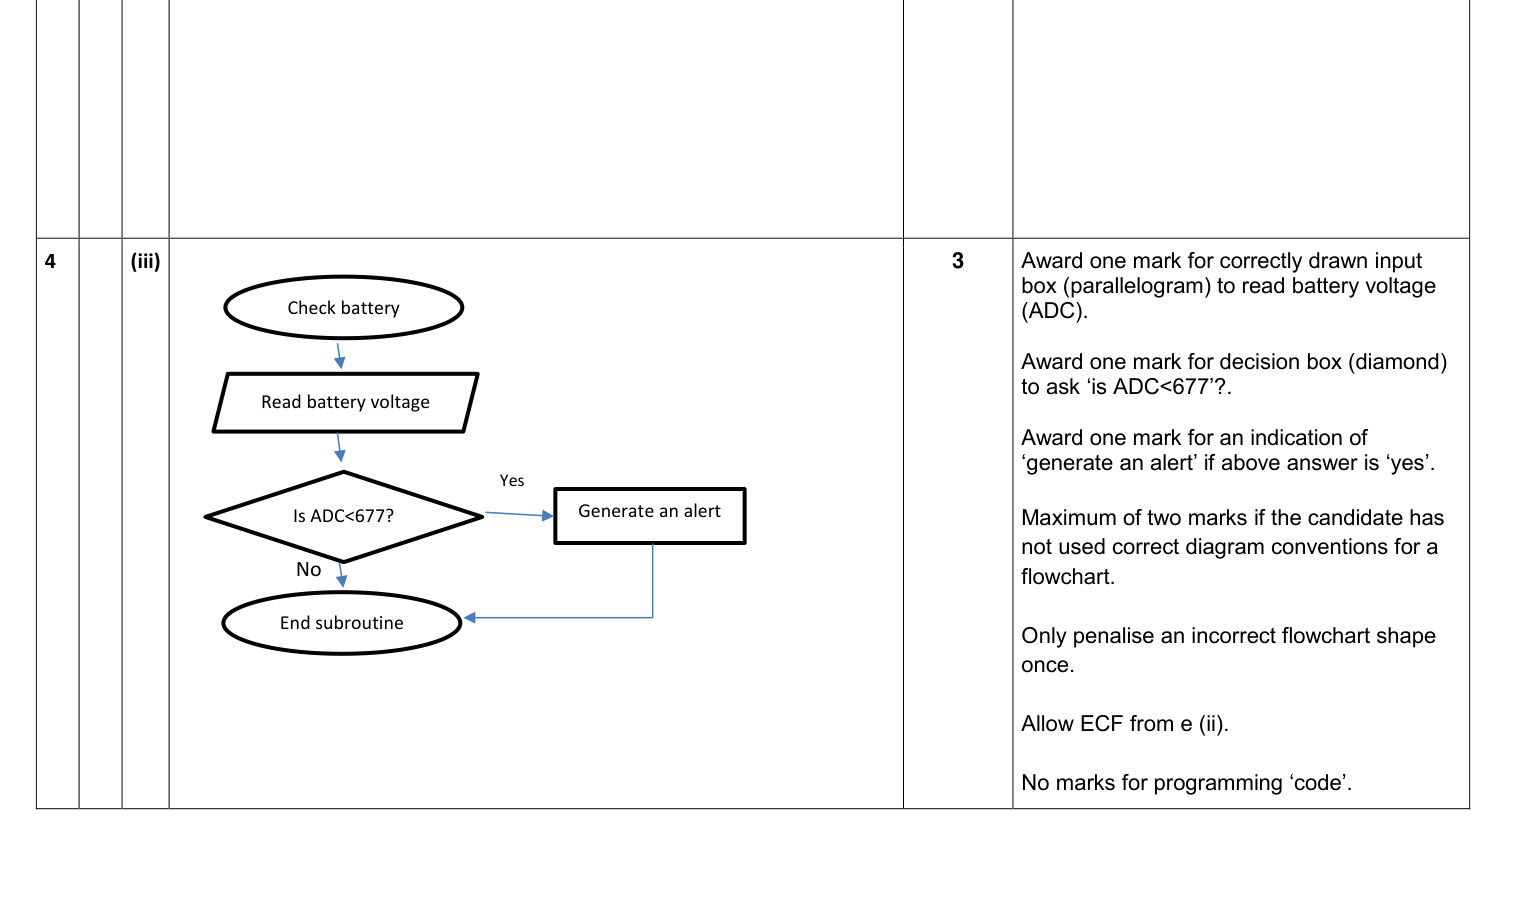 4
(iii)
Check battery
Read battery voltage
Is ADC<677?
Yes
Generate an alert
No
End subroutine
3
Award one mark for correctly drawn input
box (parallelogram) to read battery voltage
(ADC).
Award one mark for decision box (diamond)
to ask ‘is ADC<677’?.
Award one mark for an indication of
‘generate an alert’ if above answer is ‘yes’.
Maximum of two marks if the candidate has
not used correct diagram conventions for a
flowchart.
Only penalise an incorrect flowchart shape
once.
Allow ECF from e (ii).
No marks for programming ‘code’.